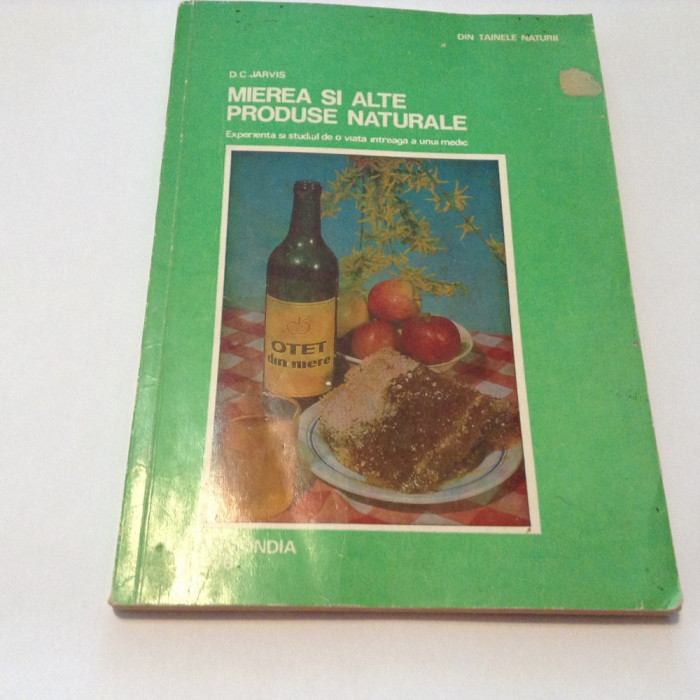 DIN TAINELE NATURII
D.C. JARVIS
MIEREA SI ALTE
PRODUSE NATURALE
Experienta si studiul de o viata intreaga a unui medic
OTET
din mere